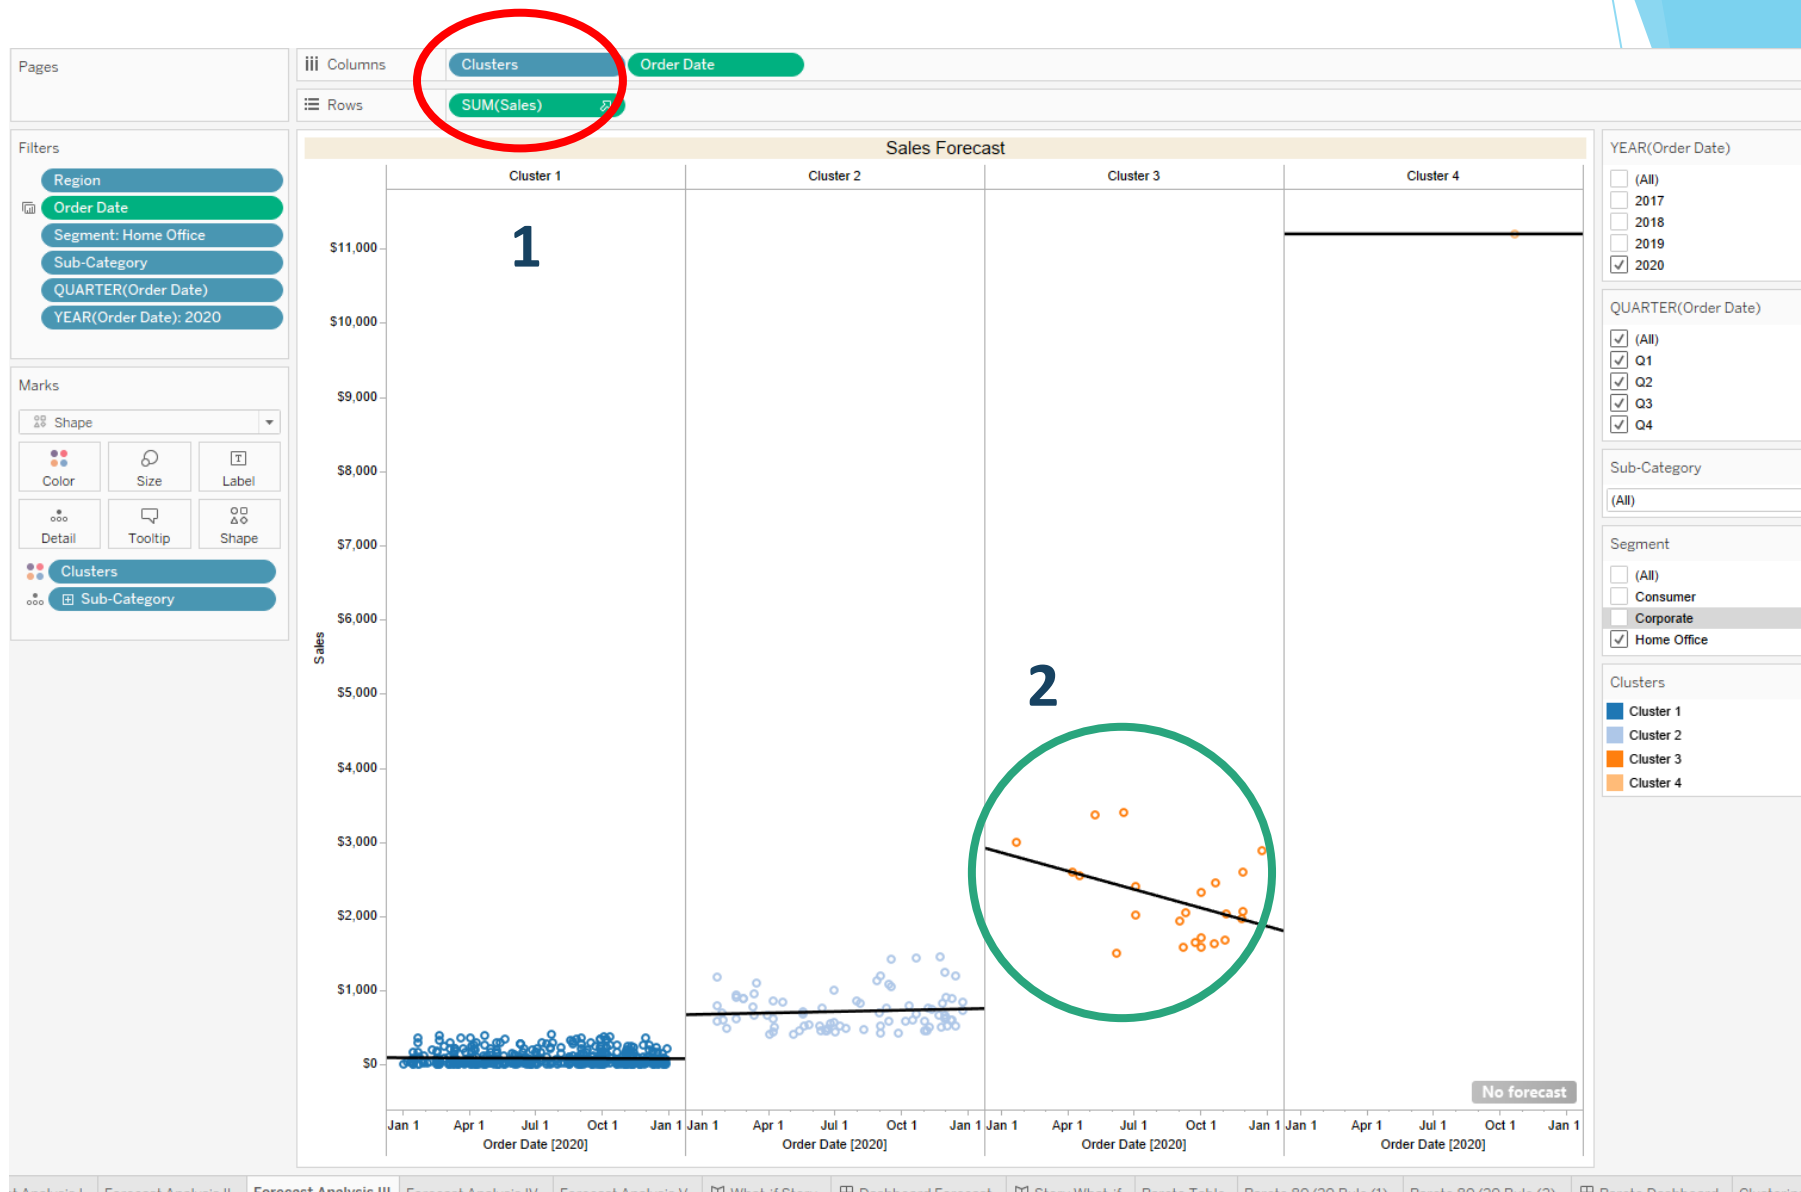 Pages
Columns
Clusters
Order Date
Rows
SUM(Sales)
Filters
Region
Order Date
Segment: Home Office
Sub-Category
QUARTER(Order Date)
YEAR(Order Date): 2020
Marks
Shape
Color
Size
Label
Detail
Tooltip
Shape
Clusters
Sub-Category
Sales Forecast
Cluster 1
Cluster 2
Cluster 3
Cluster 4
1
2
$11,000
$10,000
$9,000
$8,000
$7,000
$6,000
$5,000
$4,000
$3,000
$2,000
$1,000
$0
Sales
No forecast
Jan 1 Apr 1 Jul 1 Oct 1 Jan 1
Jan 1 Apr 1 Jul 1 Oct 1 Jan 1
Jan 1 Apr 1 Jul 1 Oct 1 Jan 1
Jan 1 Apr 1 Jul 1 Oct 1 Jan 1
Order Date [2020]
Order Date [2020]
Order Date [2020]
Order Date [2020]
YEAR(Order Date)
(All)
2017
2018
2019
2020
QUARTER(Order Date)
(All)
Q1
Q2
Q3
Q4
Sub-Category
(All)
Segment
(All)
Consumer
Corporate
Home Office
Clusters
Cluster 1
Cluster 2
Cluster 3
Cluster 4
Forecast Analysis III